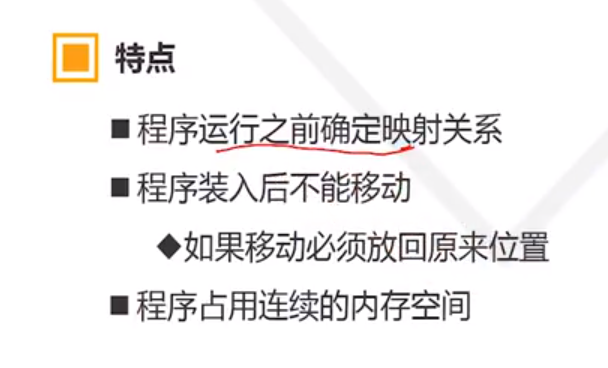 特点
■程序运行之前确定映射关系
■程序装入后不能移动
◆如果移动必须放回原来位置
■程序占用连续的内存空间